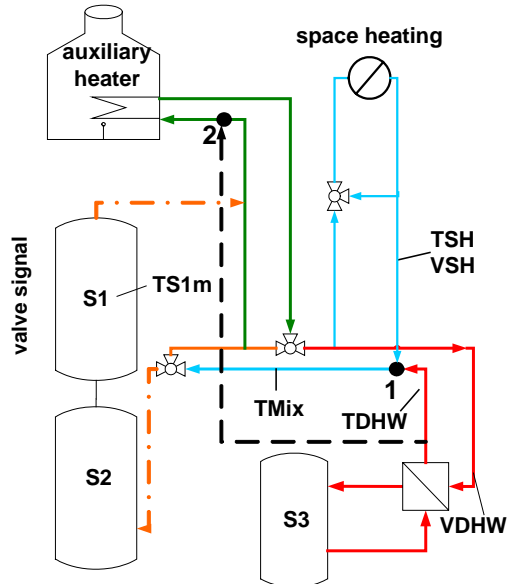 auxiliary
heater
space heating
2
valve signal
S1
TS1m
TSH
VSH
1
TMix
TDHW
S2
S3
VDHW